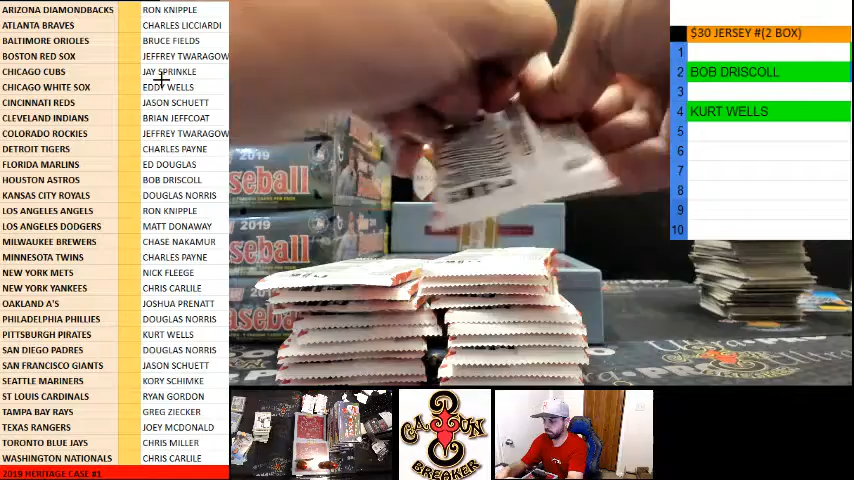 ARIZONA DIAMONDBACKS RON KNIPPLE
ATLANTA BRAVES CHARLES LICCIARDI
BALTIMORE ORIOLES BRUCE FIELDS
BOSTON RED SOX JEFFREY TWARAGOW
CHICAGO CUBS JAY SPRINKLE
CHICAGO WHITE SOX EDDY WELLS
CINCINNATI REDS JASON SCHUETT
CLEVELAND INDIANS BRIAN JEFFCOAT
COLORADO ROCKIES JEFFREY TWARAGOW
DETROIT TIGERS CHARLES PAYNE
FLORIDA MARLINS ED DOUGLAS
HOUSTON ASTROS BOB DRISCOLL
KANSAS CITY ROYALS DOUGLAS NORRIS
LOS ANGELES ANGELS RON KNIPPLE
LOS ANGELES DODGERS MATT DONAWAY
MILWAUKEE BREWERS CHASE NAKAMUR
MINNESOTA TWINS CHARLES PAYNE
NEW YORK METS NICK FLEEGE
NEW YORK YANKEES CHRIS CARLILE
OAKLAND A'S JOSHUA PRENATT
PHILADELPHIA PHILLIES DOUGLAS NORRIS
PITTSBURGH PIRATES KURT WELLS
SAN DIEGO PADRES DOUGLAS NORRIS
SAN FRANCISCO GIANTS JASON SCHUETT
SEATTLE MARINERS KORY SCHIMKE
ST LOUIS CARDINALS RYAN GORDON
TAMPA BAY RAYS GREG ZIECKER
TEXAS RANGERS JOEY MCDONALD
TORONTO BLUE JAYS CHRIS MILLER
WASHINGTON NATIONALS CHRIS CARLILE
2019 HERITAGE CASE #1
2019
seball
2019
seball
aseba
CAJUN
BREAKER
$30 JERSEY #(2 BOX)
1
2 BOB DRISCOLL
3
4 KURT WELLS
5
6
7
8
9
10